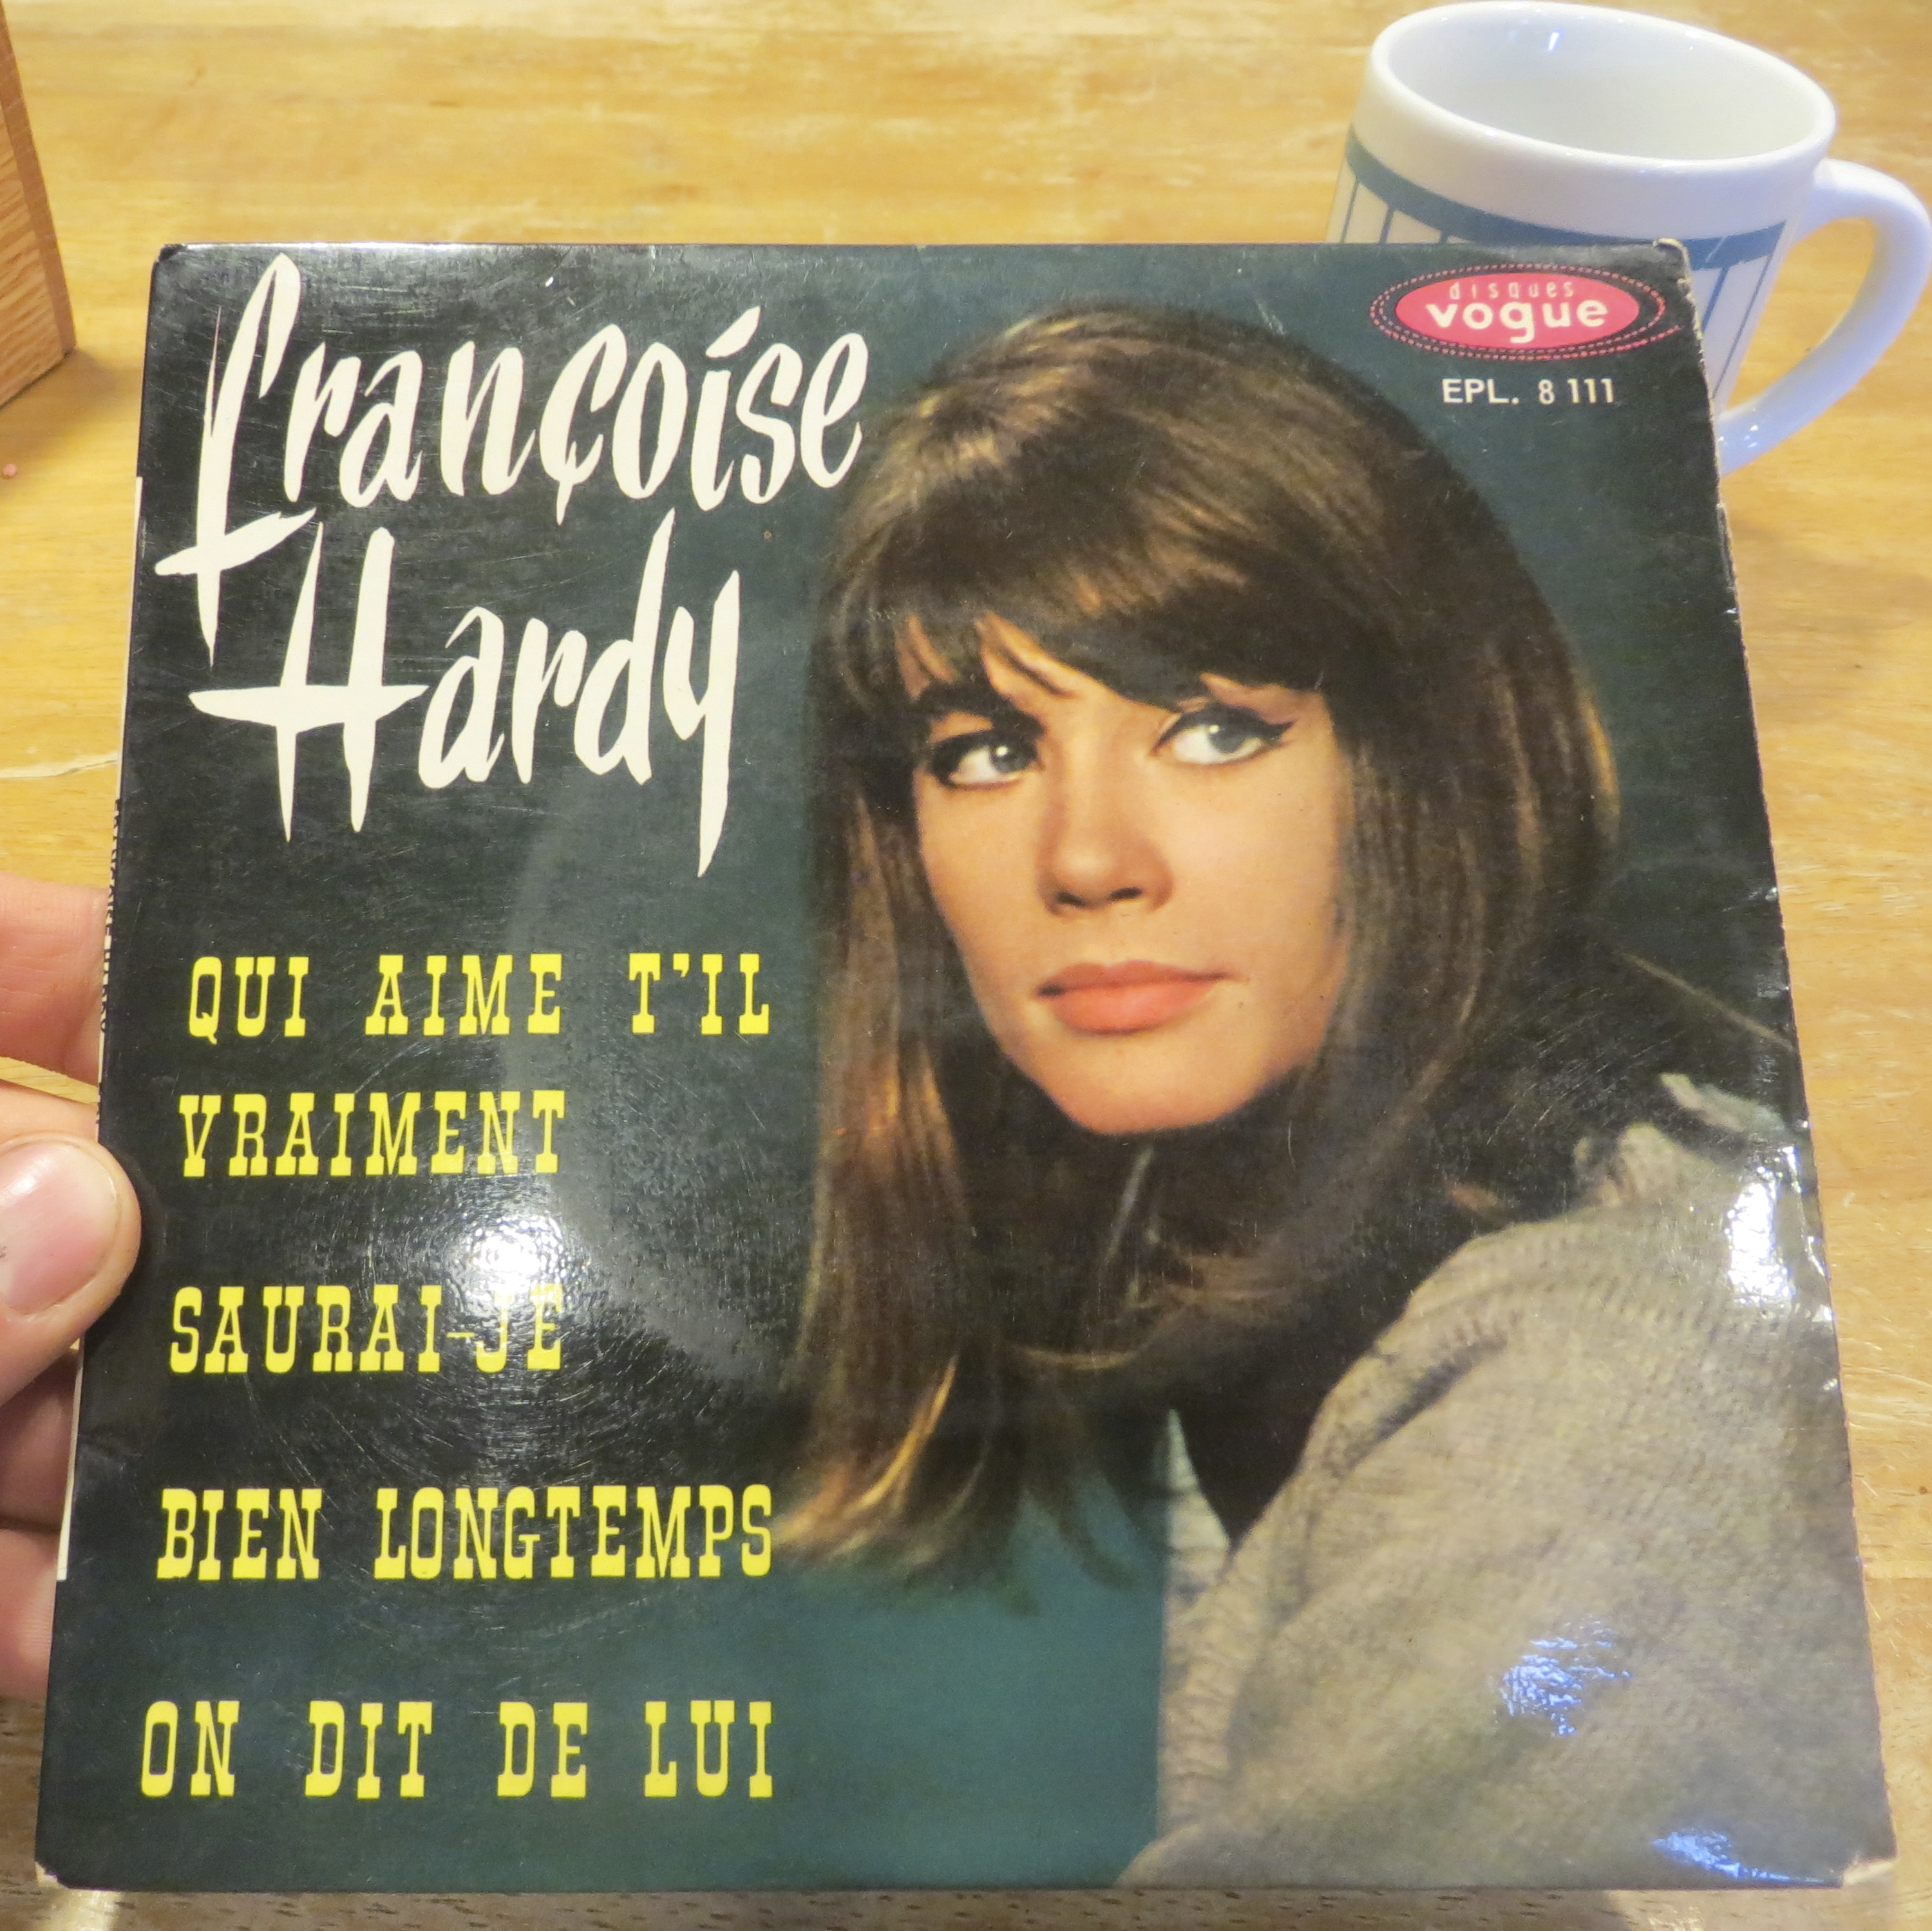 Françoise
Hardy
disques
vogue
EPL. 8 111
QUI AIME T'IL
VRAIMENT
SAURAI-JE
BIEN LONGTEMPS
ON DIT DE LUI